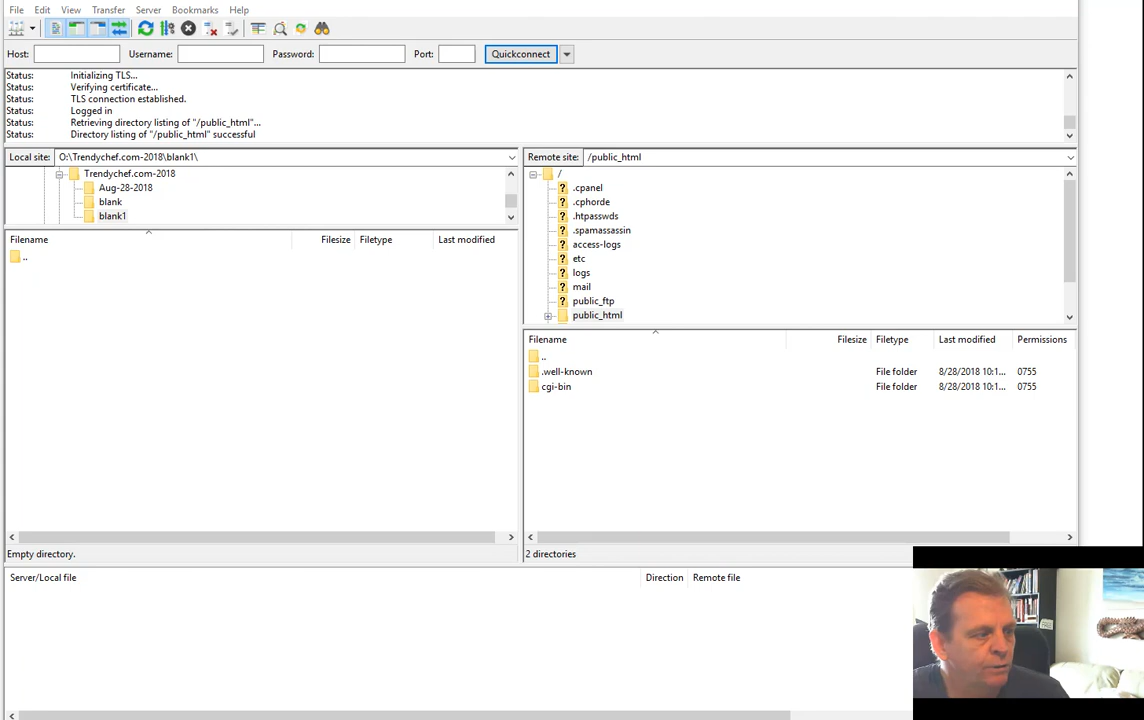 File Edit View Transfer Server Bookmarks Help
Host: Username: Password: Port: Quickconnect
Status: Initializing TLS...
Status: Verifying certificate...
Status: TLS connection established.
Status: Logged in
Status: Retrieving directory listing of "/public_html"...
Status: Directory listing of "/public_html" successful
Local site: O:\Trendychef.com-2018\blank1\
Trendychef.com-2018
Aug-28-2018
blank
blank1
Filename Filesize Filetype Last modified
..
Empty directory.
Remote site: /public_html
/
.cpanel
.cphorde
.htpasswds
.spamassassin
access-logs
etc
logs
mail
public_ftp
public_html
Filename Filesize Filetype Last modified Permissions
..
.well-known File folder 8/28/2018 10:1... 0755
cgi-bin File folder 8/28/2018 10:1... 0755
2 directories
Server/Local file Direction Remote file